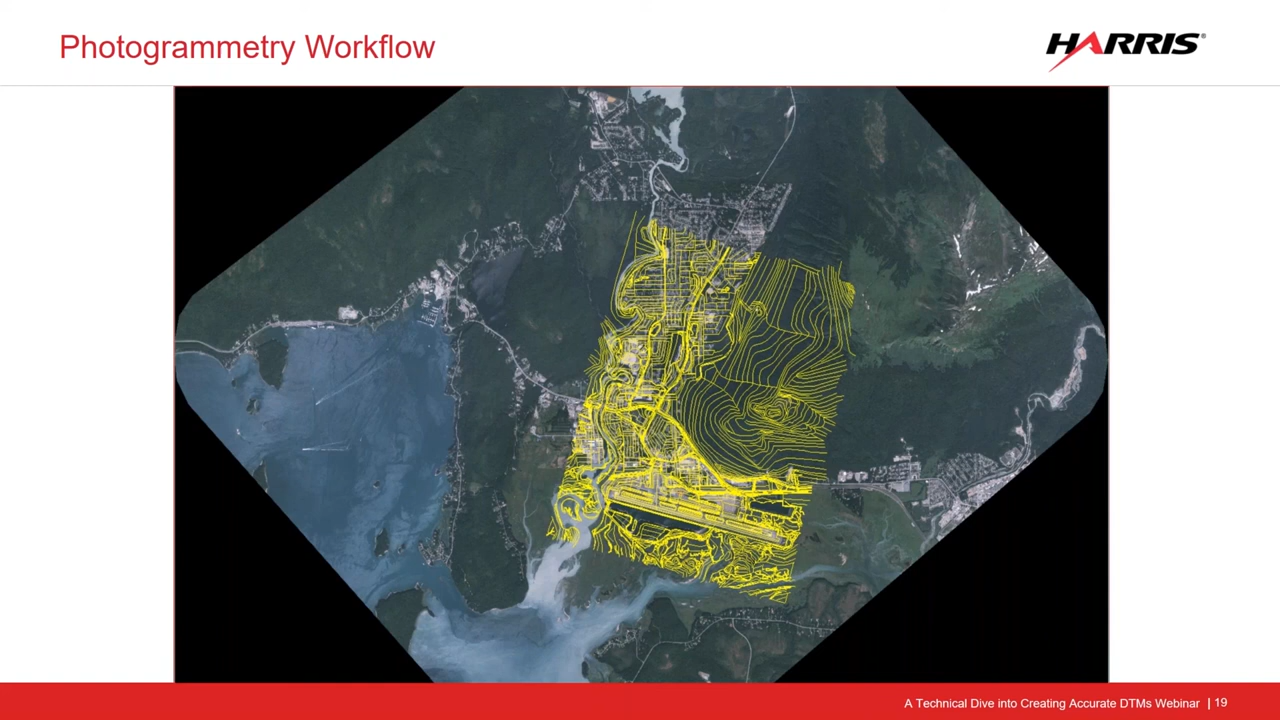 Photogrammetry Workflow
HARRIS®
A Technical Dive into Creating Accurate DTMs Webinar | 19